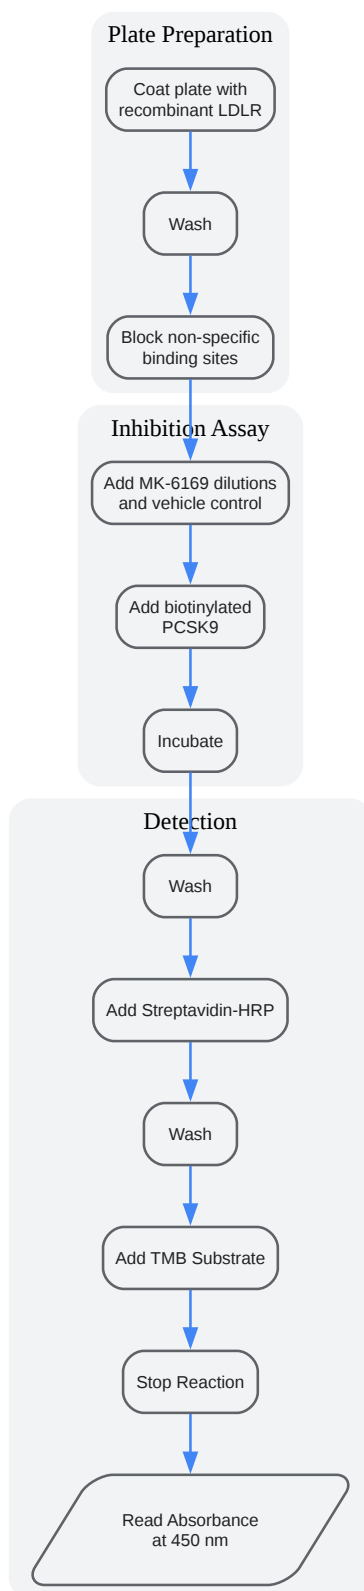 Plate Preparation
Coat plate with
recombinant LDLR
Wash
Block non-specific
binding sites
Inhibition Assay
Add MK-6169 dilutions
and vehicle control
Add biotinylated
PCSK9
Incubate
Detection
Wash
Add Streptavidin-HRP
Wash
Add TMB Substrate
Stop Reaction
Read Absorbance
at 450 nm